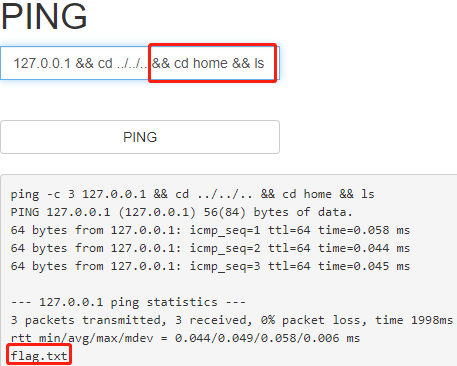 PING
127.0.0.1 && cd ../../.. && cd home && ls
PING
ping -c 3 127.0.0.1 && cd ../../.. && cd home && ls
PING 127.0.0.1 (127.0.0.1) 56(84) bytes of data.
64 bytes from 127.0.0.1: icmp_seq=1 ttl=64 time=0.058 ms
64 bytes from 127.0.0.1: icmp_seq=2 ttl=64 time=0.044 ms
64 bytes from 127.0.0.1: icmp_seq=3 ttl=64 time=0.045 ms
--- 127.0.0.1 ping statistics ---
3 packets transmitted, 3 received, 0% packet loss, time 1998ms
rtt min/avg/max/mdev = 0.044/0.049/0.058/0.006 ms
flag.txt